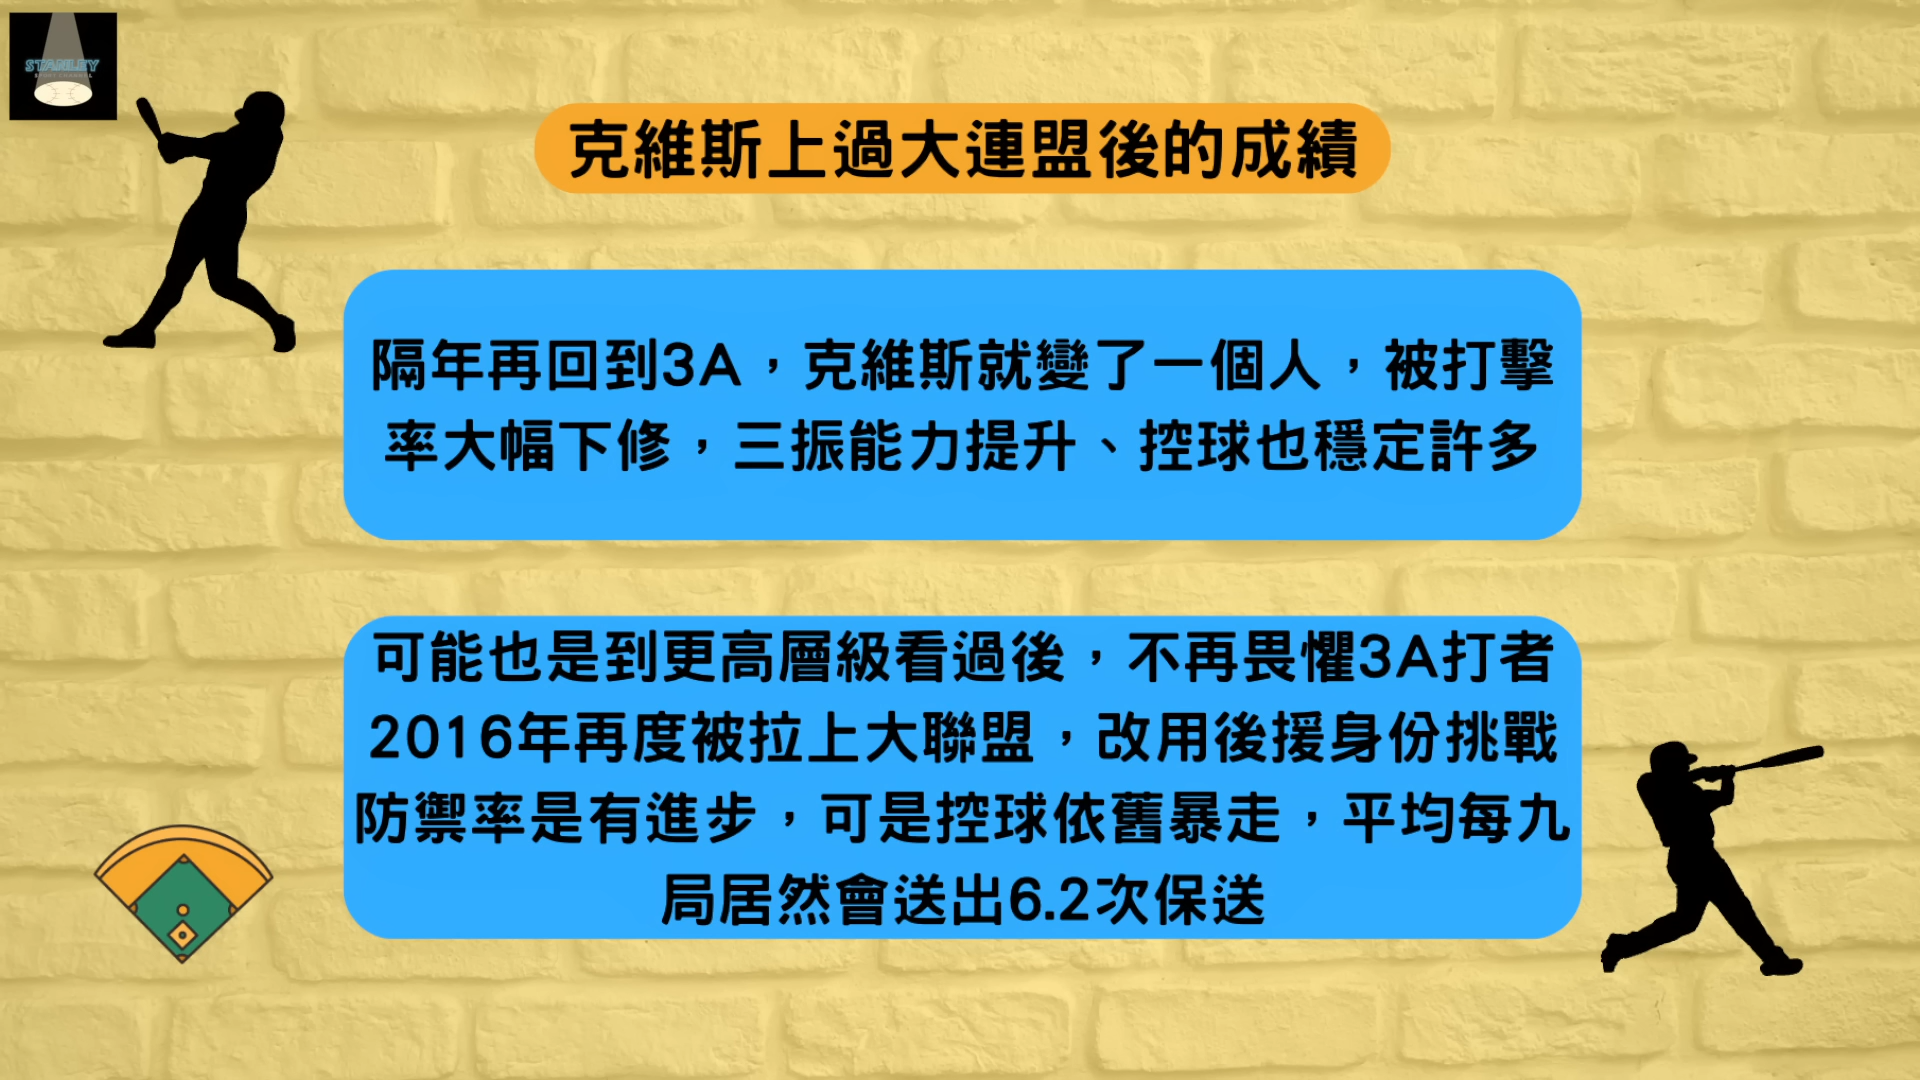 STANLEY
SPORT CHANNEL
克維斯上過大連盟後的成績
隔年再回到3A，克維斯就變了一個人，被打擊
率大幅下修，三振能力提升、控球也穩定許多
可能也是到更高層級看過後，不再畏懼3A打者
2016年再度被拉上大聯盟，改用後援身份挑戰
防禦率是有進步，可是控球依舊暴走，平均每九
局居然會送出6.2次保送